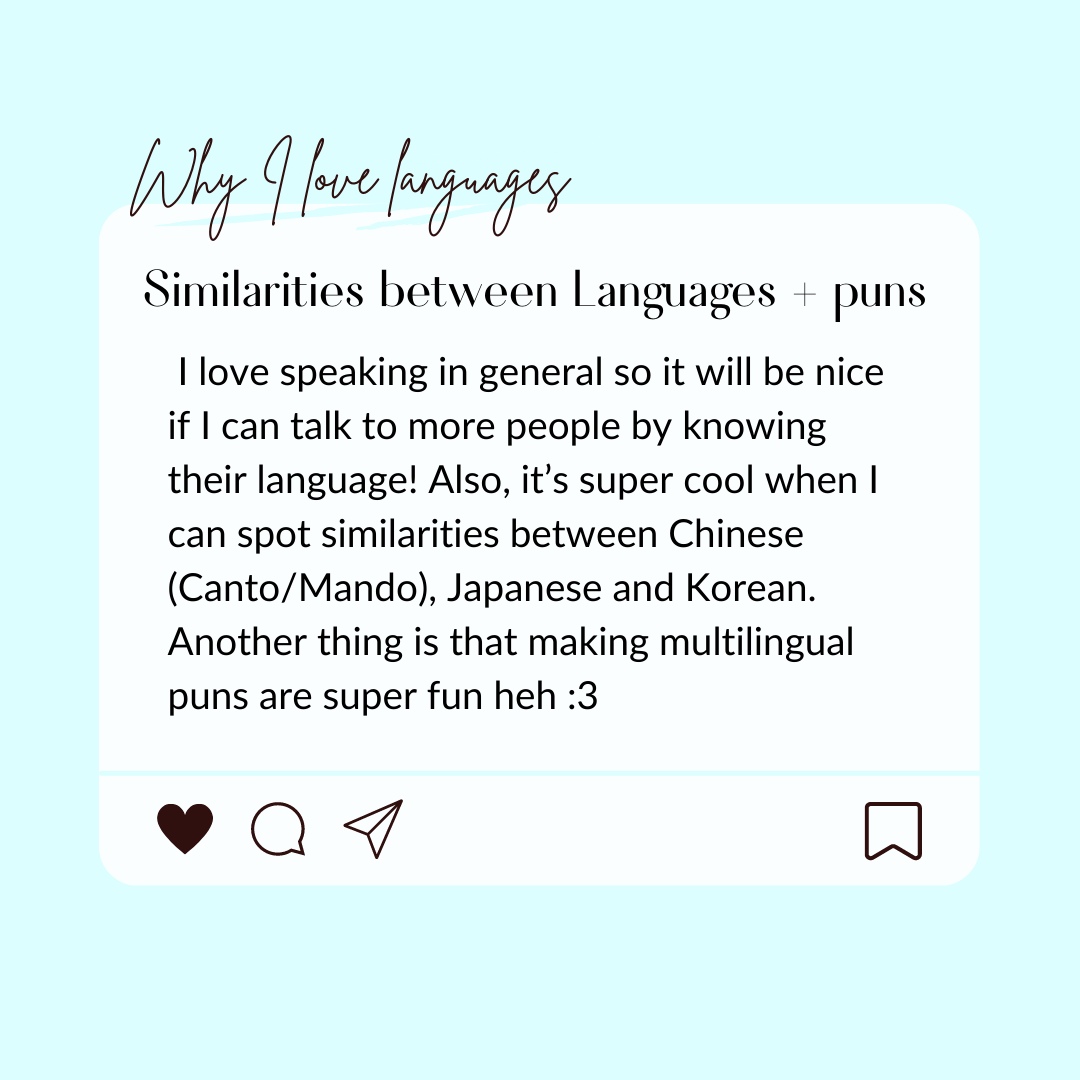 Why I love languages
Similarities between Languages + puns
I love speaking in general so it will be nice
if I can talk to more people by knowing
their language! Also, it’s super cool when I
can spot similarities between Chinese
(Canto/Mando), Japanese and Korean.
Another thing is that making multilingual
puns are super fun heh :3